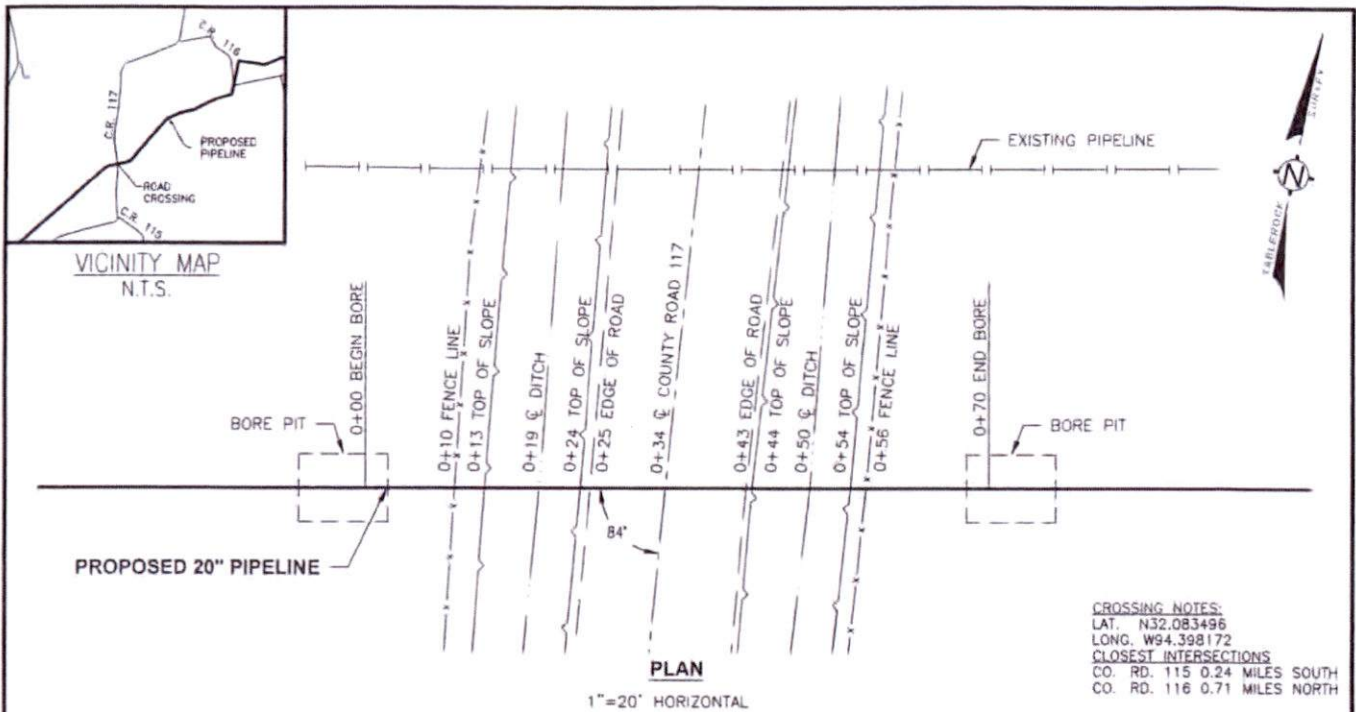 C.R. 116
C.R. 117
PROPOSED
PIPELINE
ROAD
CROSSING
C.R. 115
VICINITY MAP
N.T.S.
EXISTING PIPELINE
SURVEY
N
TABLEROCK
BORE PIT
0+00 BEGIN BORE
0+10 FENCE LINE
0+13 TOP OF SLOPE
0+19 ℄ DITCH
0+24 TOP OF SLOPE
0+25 EDGE OF ROAD
0+34 ℄ COUNTY ROAD 117
0+43 EDGE OF ROAD
0+44 TOP OF SLOPE
0+50 ℄ DITCH
0+54 TOP OF SLOPE
0+56 FENCE LINE
0+70 END BORE
BORE PIT
84°
PROPOSED 20" PIPELINE
PLAN
1"=20' HORIZONTAL
CROSSING NOTES:
LAT. N32.083496
LONG. W94.398172
CLOSEST INTERSECTIONS
CO. RD. 115 0.24 MILES SOUTH
CO. RD. 116 0.71 MILES NORTH